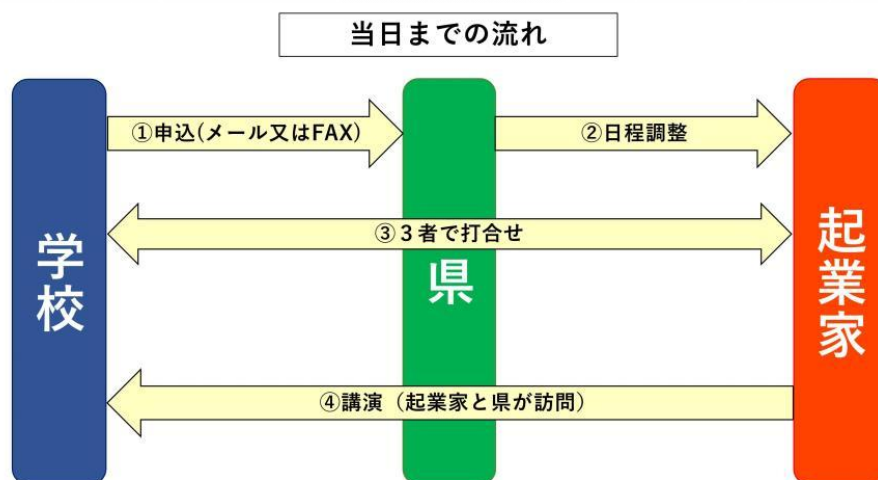 当日までの流れ
①申込(メール又はFAX)
②日程調整
③３者で打合せ
学校
県
起業家
④講演（起業家と県が訪問）